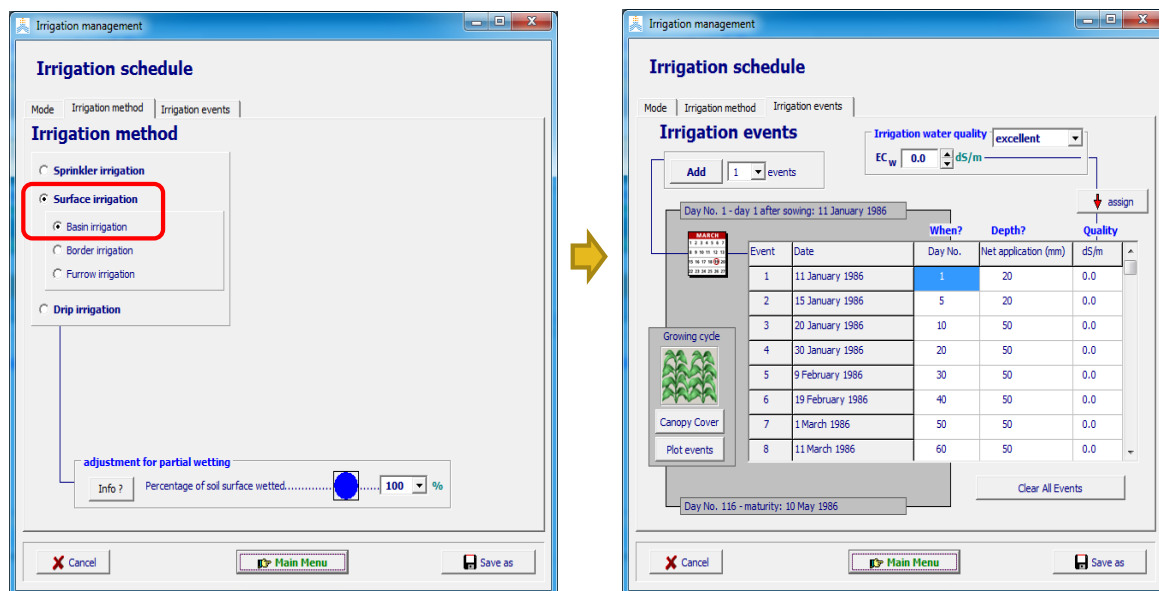 Irrigation management
Irrigation schedule
Mode Irrigation method Irrigation events
Irrigation method
Sprinkler irrigation
Surface irrigation
Basin irrigation
Border irrigation
Furrow irrigation
Drip irrigation
adjustment for partial wetting
Info ? Percentage of soil surface wetted.................. 100 %
Cancel Main Menu Save as
Irrigation management
Irrigation schedule
Mode Irrigation method Irrigation events
Irrigation events
Irrigation water quality excellent
ECw 0.0 dS/m
Add 1 events
assign
Day No. 1 - day 1 after sowing: 11 January 1986
When? Depth? Quality
MARCH
Event Date Day No. Net application (mm) dS/m
1 11 January 1986 1 20 0.0
2 15 January 1986 5 20 0.0
3 20 January 1986 10 50 0.0
4 30 January 1986 20 50 0.0
5 9 February 1986 30 50 0.0
6 19 February 1986 40 50 0.0
7 1 March 1986 50 50 0.0
8 11 March 1986 60 50 0.0
Growing cycle
Canopy Cover
Plot events
Clear All Events
Day No. 116 - maturity: 10 May 1986
Cancel Main Menu Save as